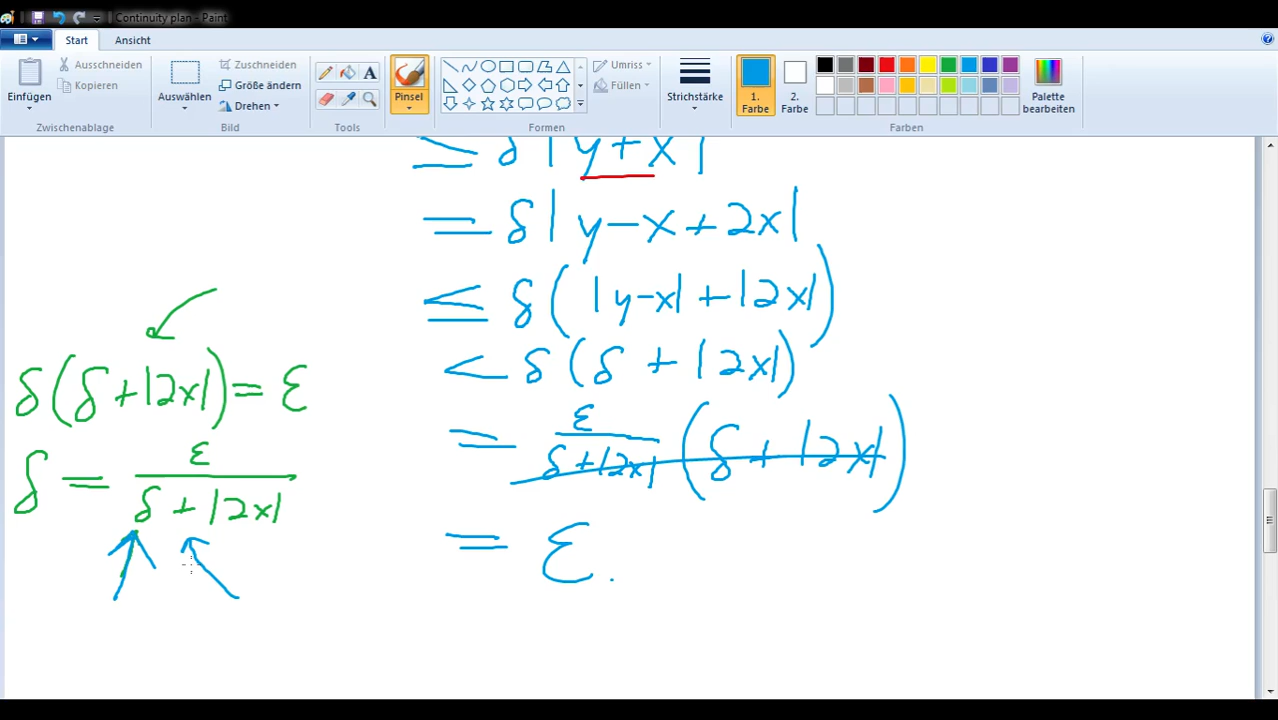 Continuity plan - Paint
Start Ansicht
Einfügen
Ausschneiden
Kopieren
Zwischenablage
Auswählen
Zuschneiden
Größe ändern
Drehen
Bild
A
Tools
Pinsel
Umriss
Füllen
Formen
Strichstärke
1. Farbe
2. Farbe
Palette bearbeiten
Farben
≤ δ|y+x|
= δ|y-x+2x|
≤ δ(|y-x|+|2x|)
< δ(δ+|2x|)
= ε/(δ+|2x|) (δ+|2x|)
= ε.
δ(δ+|2x|) = ε
δ = ε/(δ+|2x|)